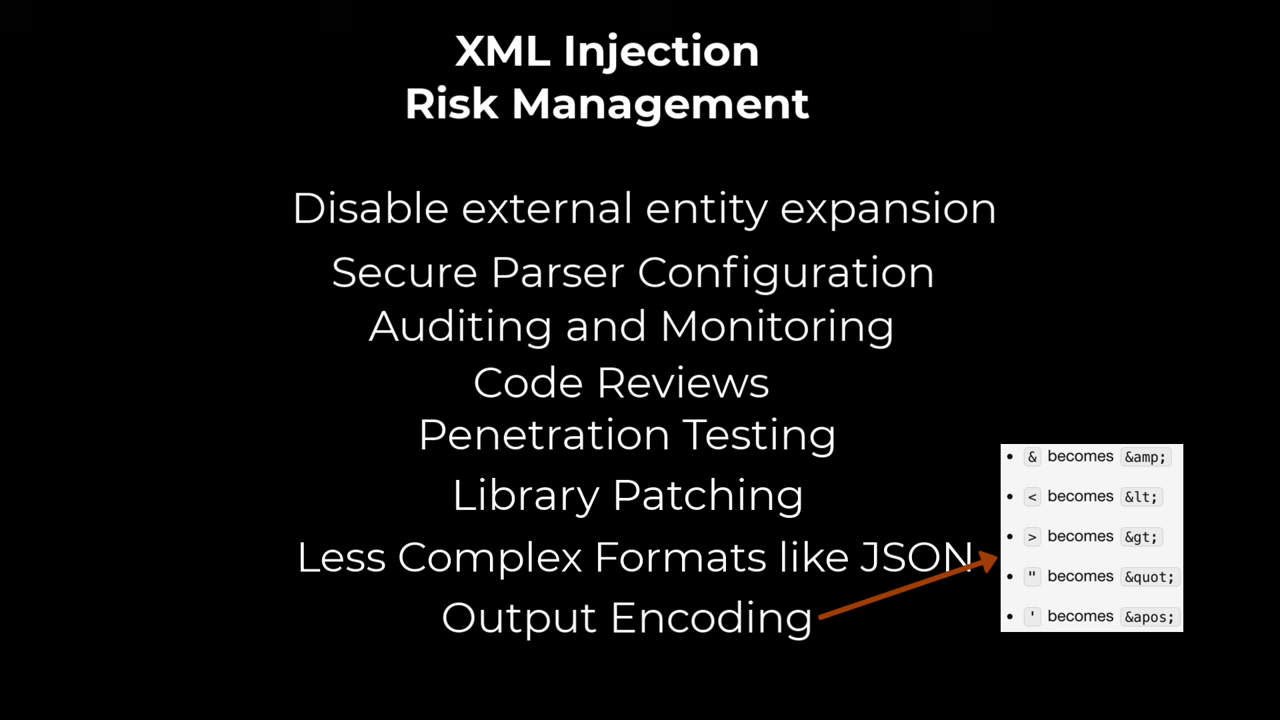 XML Injection
Risk Management
Disable external entity expansion
Secure Parser Configuration
Auditing and Monitoring
Code Reviews
Penetration Testing
Library Patching
Less Complex Formats like JSON
Output Encoding
• & becomes &amp;
• < becomes &lt;
• > becomes &gt;
• " becomes &quot;
• ' becomes &apos;